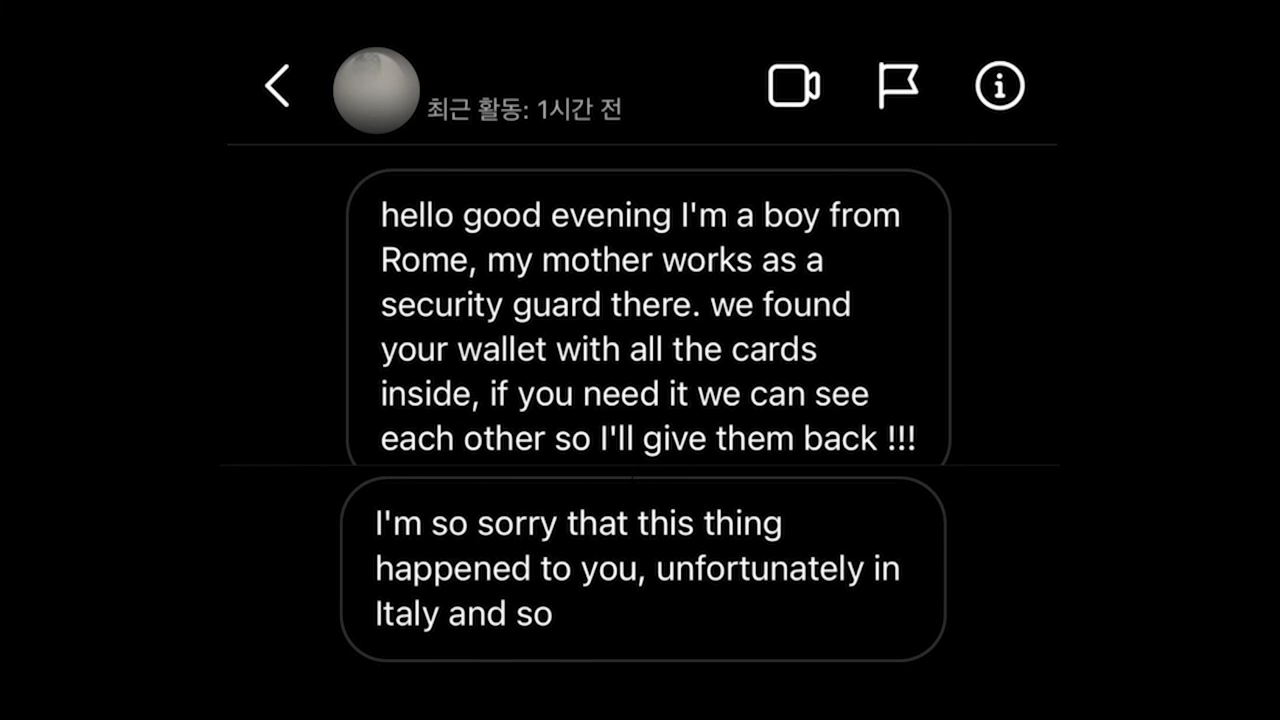 최근 활동: 1시간 전
hello good evening I'm a boy from
Rome, my mother works as a
security guard there. we found
your wallet with all the cards
inside, if you need it we can see
each other so I'll give them back !!!
I'm so sorry that this thing
happened to you, unfortunately in
Italy and so